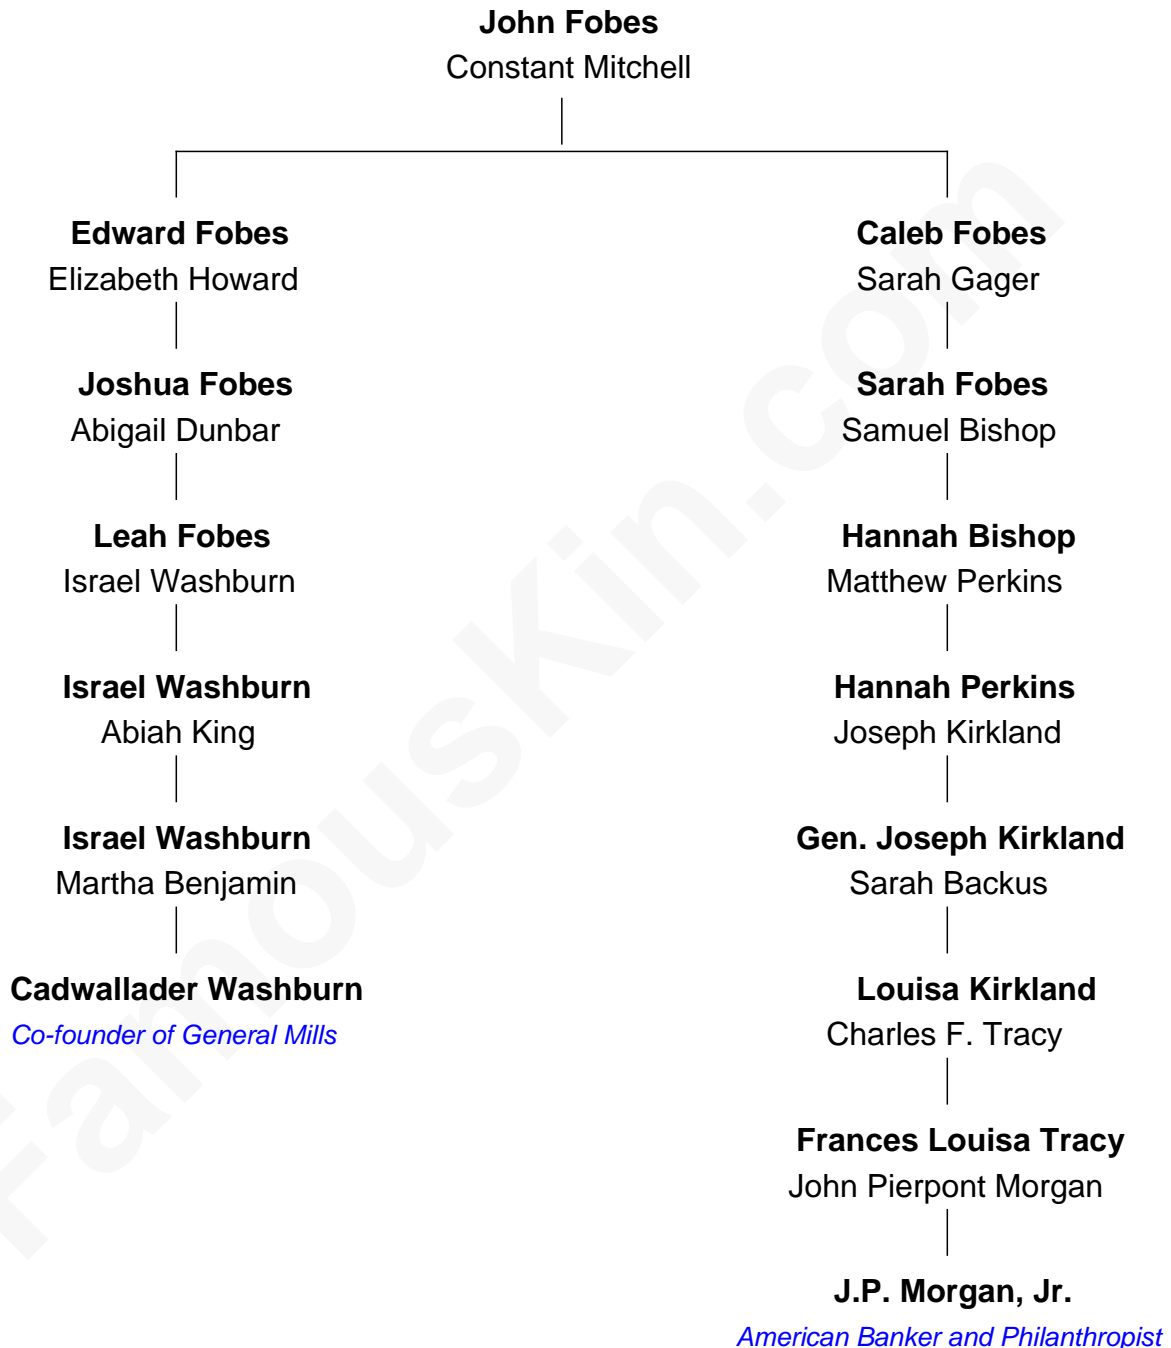 John Fobes
Constant Mitchell
Edward Fobes
Elizabeth Howard
Caleb Fobes
Sarah Gager
Joshua Fobes
Abigail Dunbar
Sarah Fobes
Samuel Bishop
Leah Fobes
Israel Washburn
Hannah Bishop
Matthew Perkins
Israel Washburn
Abiah King
Hannah Perkins
Joseph Kirkland
Israel Washburn
Martha Benjamin
Gen. Joseph Kirkland
Sarah Backus
Cadwallader Washburn
Co-founder of General Mills
Louisa Kirkland
Charles F. Tracy
Frances Louisa Tracy
John Pierpont Morgan
J.P. Morgan, Jr.
American Banker and Philanthropist
FamousKin.com